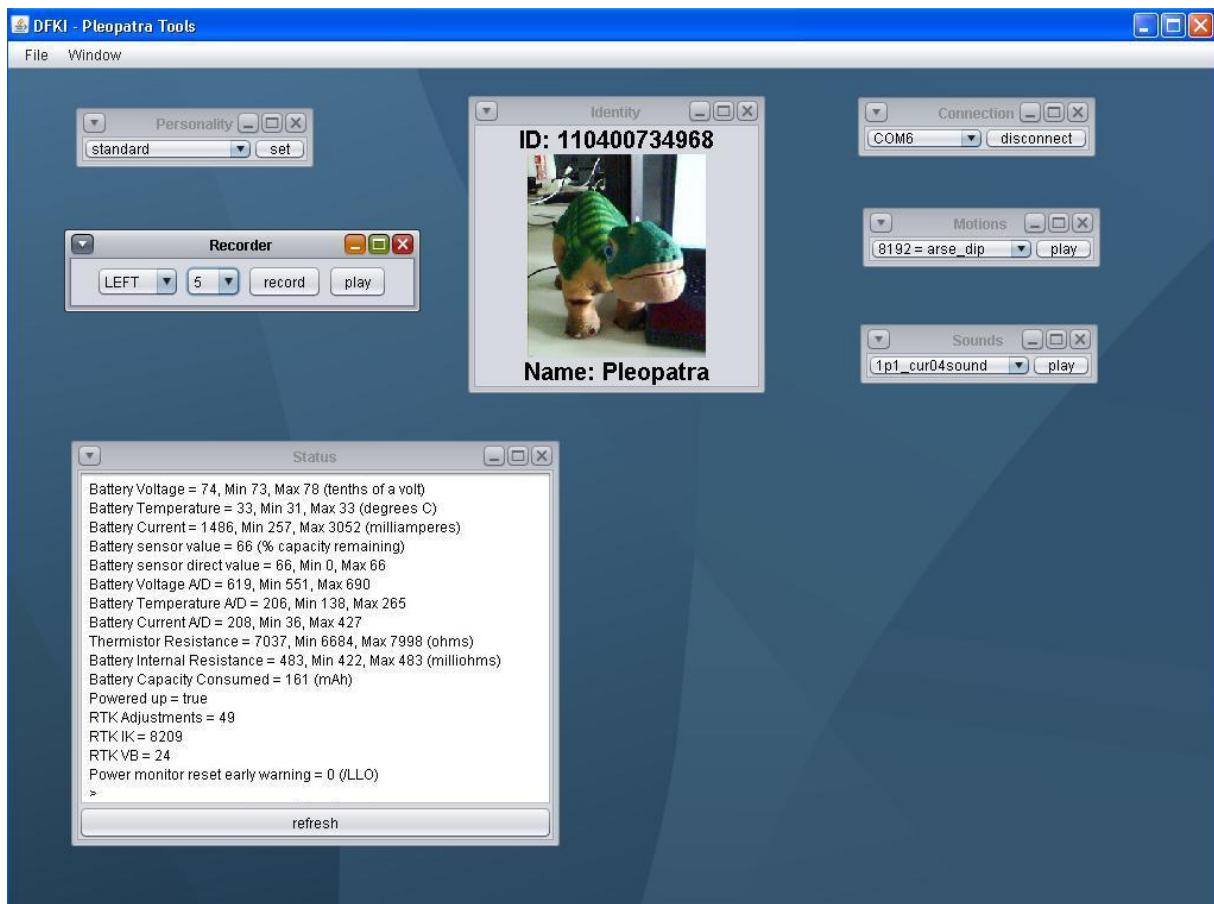 DFKI - Pleopatra Tools
File Window
Personality
standard set
Identity
ID: 110400734968
Name: Pleopatra
Connection
COM6 disconnect
Recorder
LEFT 5 record play
Motions
8192 = arse_dip play
Sounds
1p1_cur04sound play
Status
Battery Voltage = 74, Min 73, Max 78 (tenths of a volt)
Battery Temperature = 33, Min 31, Max 33 (degrees C)
Battery Current = 1486, Min 257, Max 3052 (milliamperes)
Battery sensor value = 66 (% capacity remaining)
Battery sensor direct value = 66, Min 0, Max 66
Battery Voltage A/D = 619, Min 551, Max 690
Battery Temperature A/D = 206, Min 138, Max 265
Battery Current A/D = 208, Min 36, Max 427
Thermistor Resistance = 7037, Min 6684, Max 7998 (ohms)
Battery Internal Resistance = 483, Min 422, Max 483 (milliohms)
Battery Capacity Consumed = 161 (mAh)
Powered up = true
RTK Adjustments = 49
RTK IK = 8209
RTK VB = 24
Power monitor reset early warning = 0 (/LLO)
>
refresh